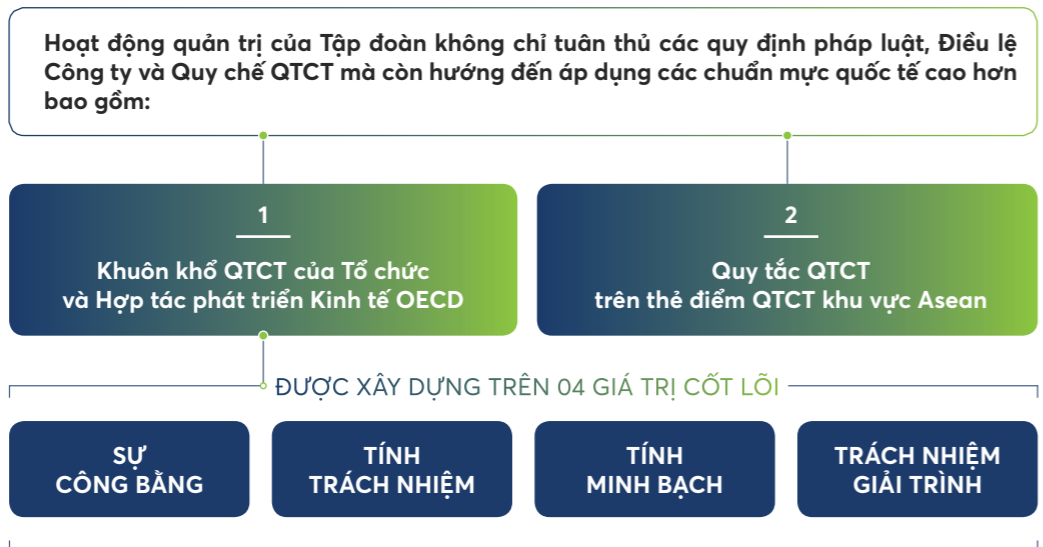 Hoạt động quản trị của Tập đoàn không chỉ tuân thủ các quy định pháp luật, Điều lệ
Công ty và Quy chế QTCT mà còn hướng đến áp dụng các chuẩn mực quốc tế cao hơn
bao gồm:
1
Khuôn khổ QTCT của Tổ chức
và Hợp tác phát triển Kinh tế OECD
2
Quy tắc QTCT
trên thẻ điểm QTCT khu vực Asean
ĐƯỢC XÂY DỰNG TRÊN 04 GIÁ TRỊ CỐT LÕI
SỰ
CÔNG BẰNG
TÍNH
TRÁCH NHIỆM
TÍNH
MINH BẠCH
TRÁCH NHIỆM
GIẢI TRÌNH